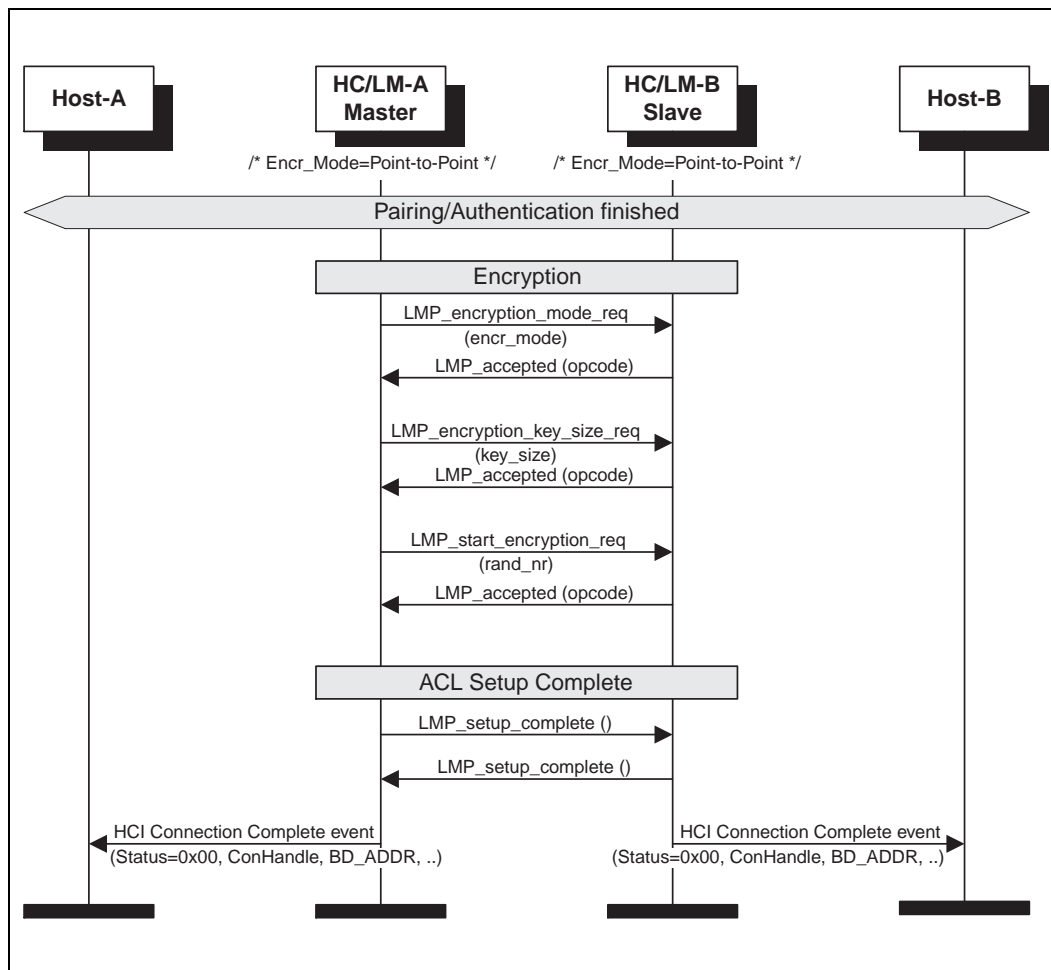 Host-A
HC/LM-A
Master
HC/LM-B
Slave
Host-B
/* Encr_Mode=Point-to-Point */
/* Encr_Mode=Point-to-Point */
Pairing/Authentication finished
Encryption
LMP_encryption_mode_req
(encr_mode)
LMP_accepted (opcode)
LMP_encryption_key_size_req
(key_size)
LMP_accepted (opcode)
LMP_start_encryption_req
(rand_nr)
LMP_accepted (opcode)
ACL Setup Complete
LMP_setup_complete ()
LMP_setup_complete ()
HCI Connection Complete event
(Status=0x00, ConHandle, BD_ADDR, ..)
HCI Connection Complete event
(Status=0x00, ConHandle, BD_ADDR, ..)